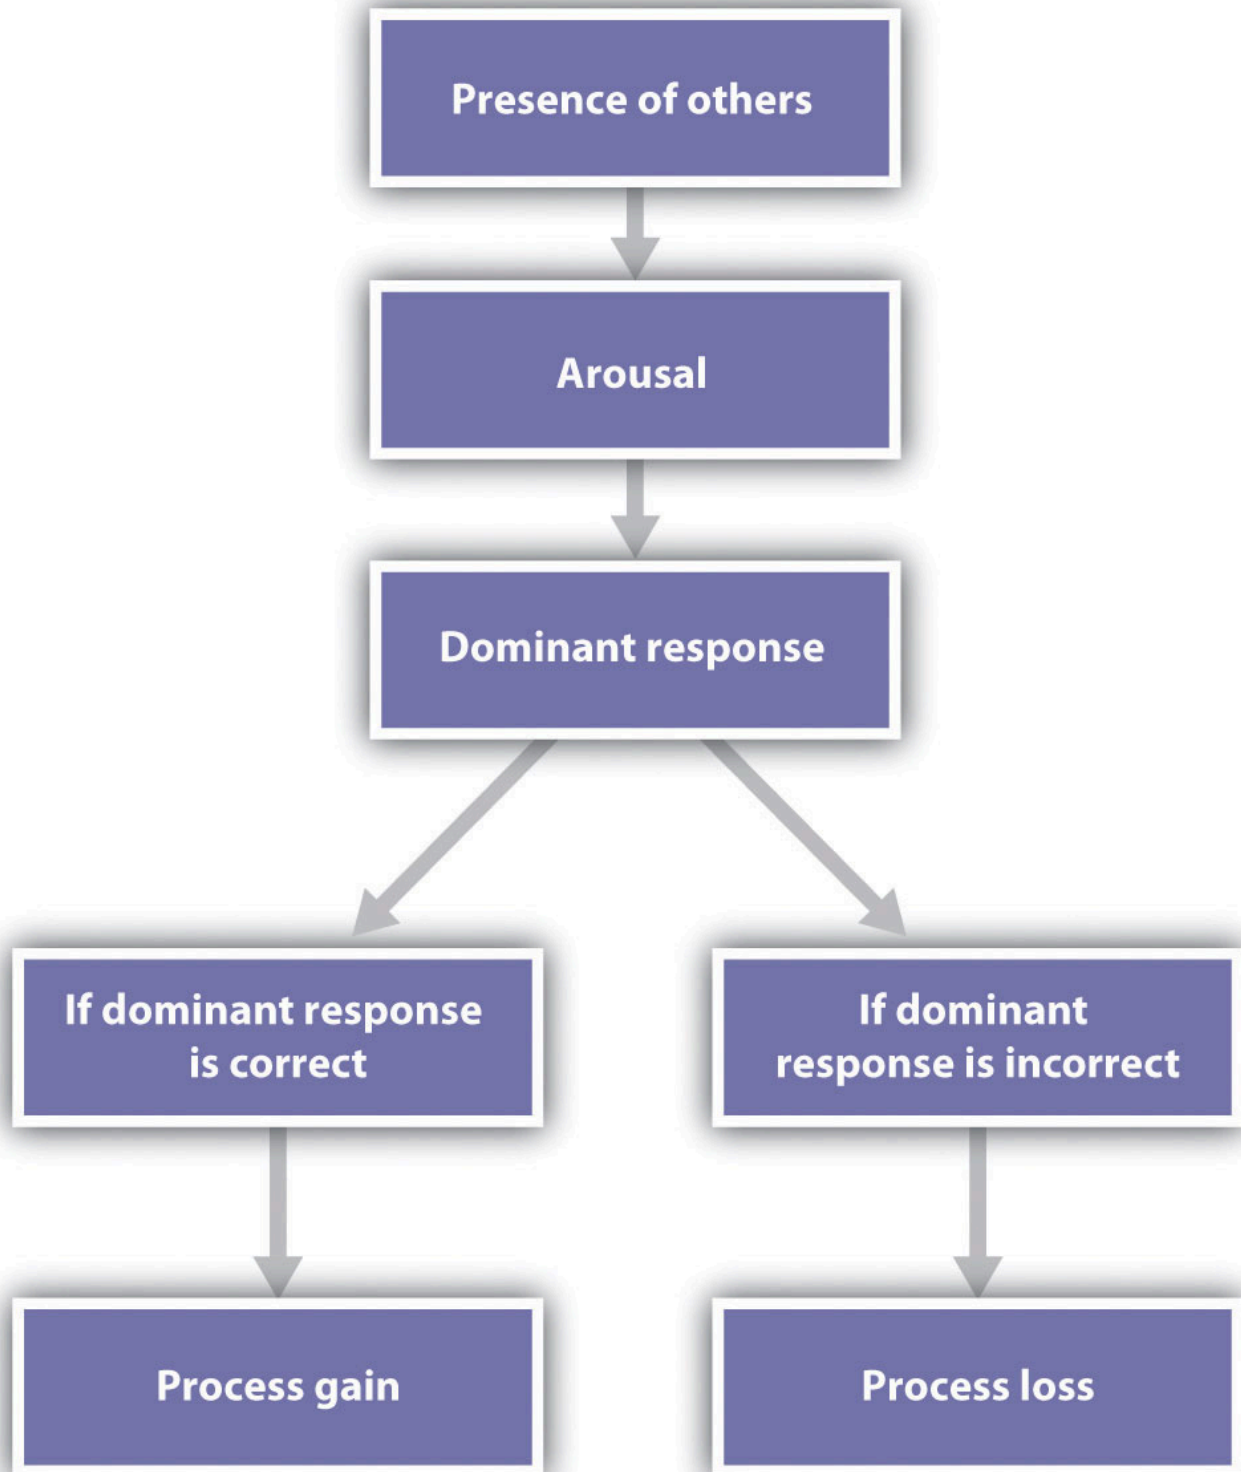 Presence of others
Arousal
Dominant response
If dominant response
is correct
If dominant
response is incorrect
Process gain
Process loss